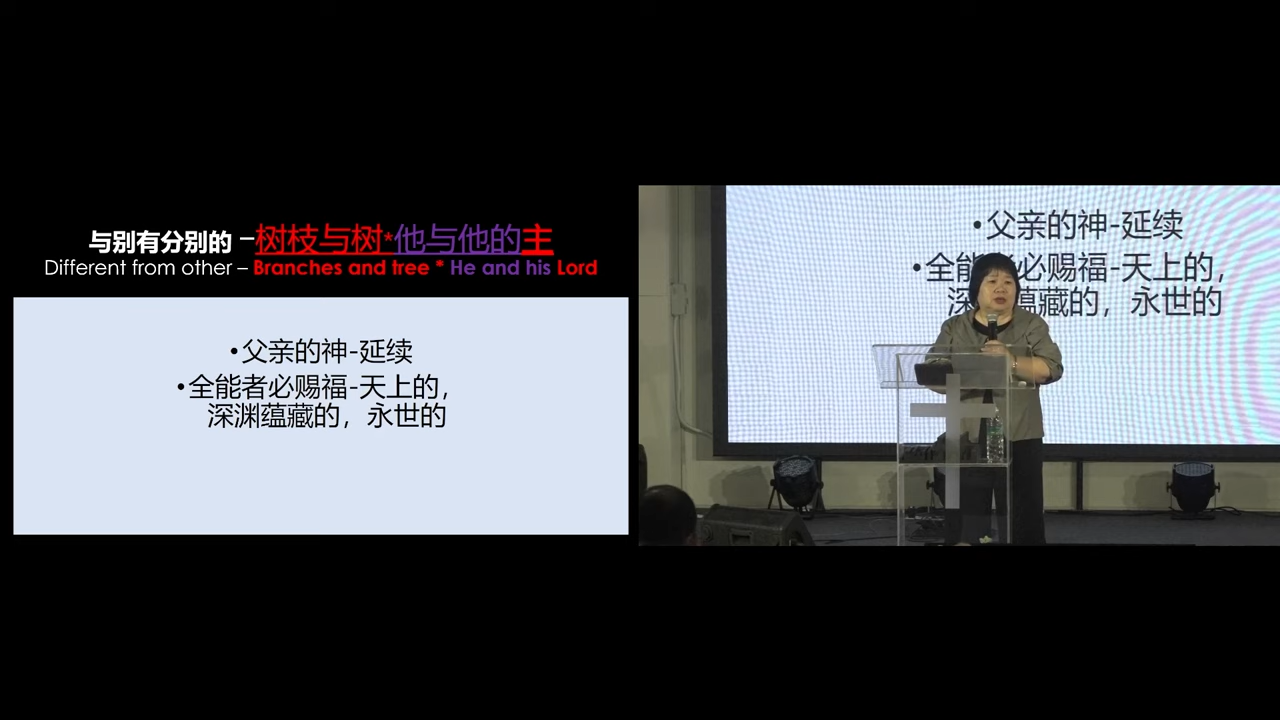 与别有分别的 –树枝与树*他与他的主
Different from other – Branches and tree * He and his Lord
•父亲的神-延续
•全能者必赐福-天上的，
深渊蕴藏的，永世的
•父亲的神-延续
•全能者必赐福-天上的，
深蕴藏的，永世的